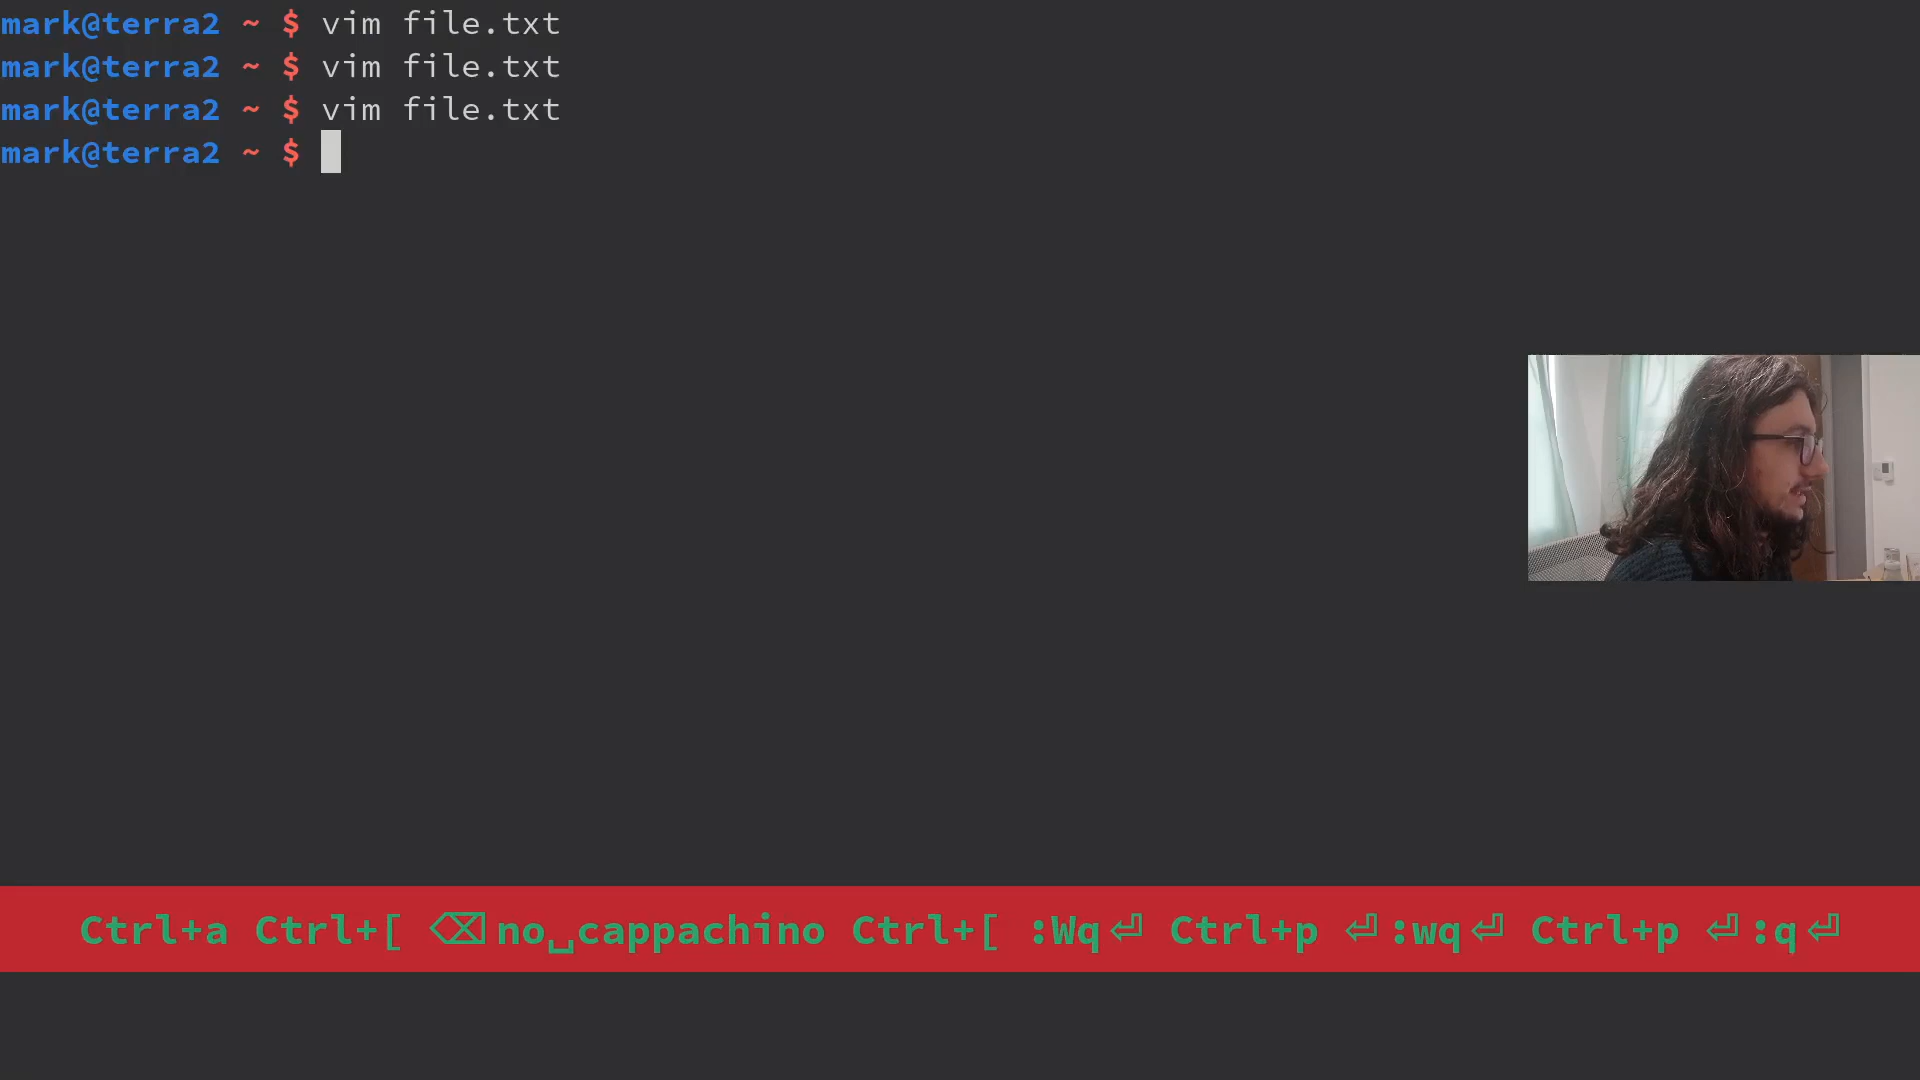 mark@terra2 ~ $ vim file.txt
mark@terra2 ~ $ vim file.txt
mark@terra2 ~ $ vim file.txt
mark@terra2 ~ $
Ctrl+a Ctrl+[ ⌫no␣cappachino Ctrl+[ :Wq⏎ Ctrl+p ⏎:wq⏎ Ctrl+p ⏎:q⏎